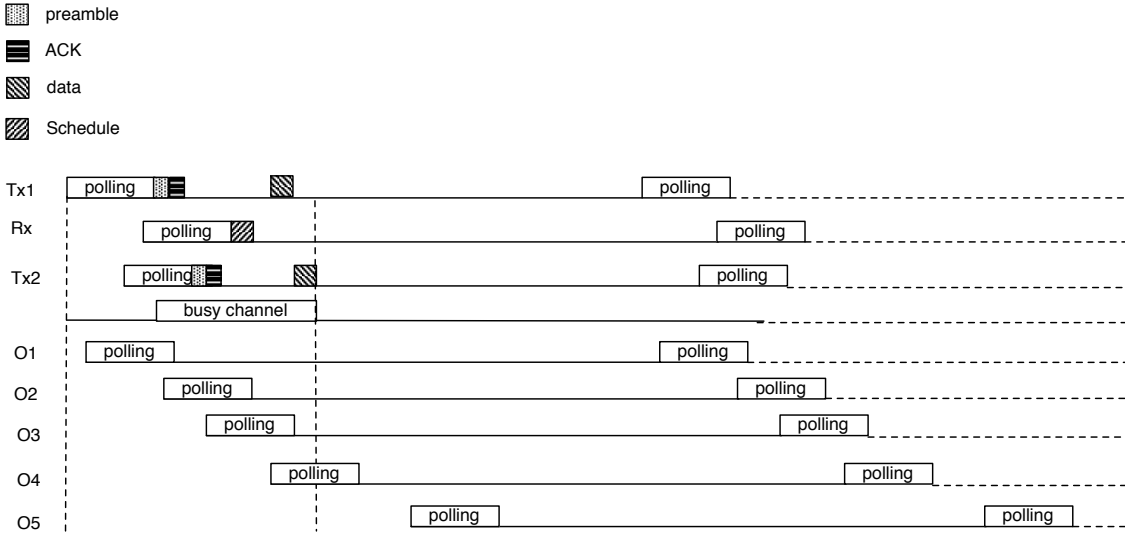 preamble
ACK
data
Schedule
Tx1 polling polling
Rx polling polling
Tx2 polling polling
busy channel
O1 polling polling
O2 polling polling
O3 polling polling
O4 polling polling
O5 polling polling